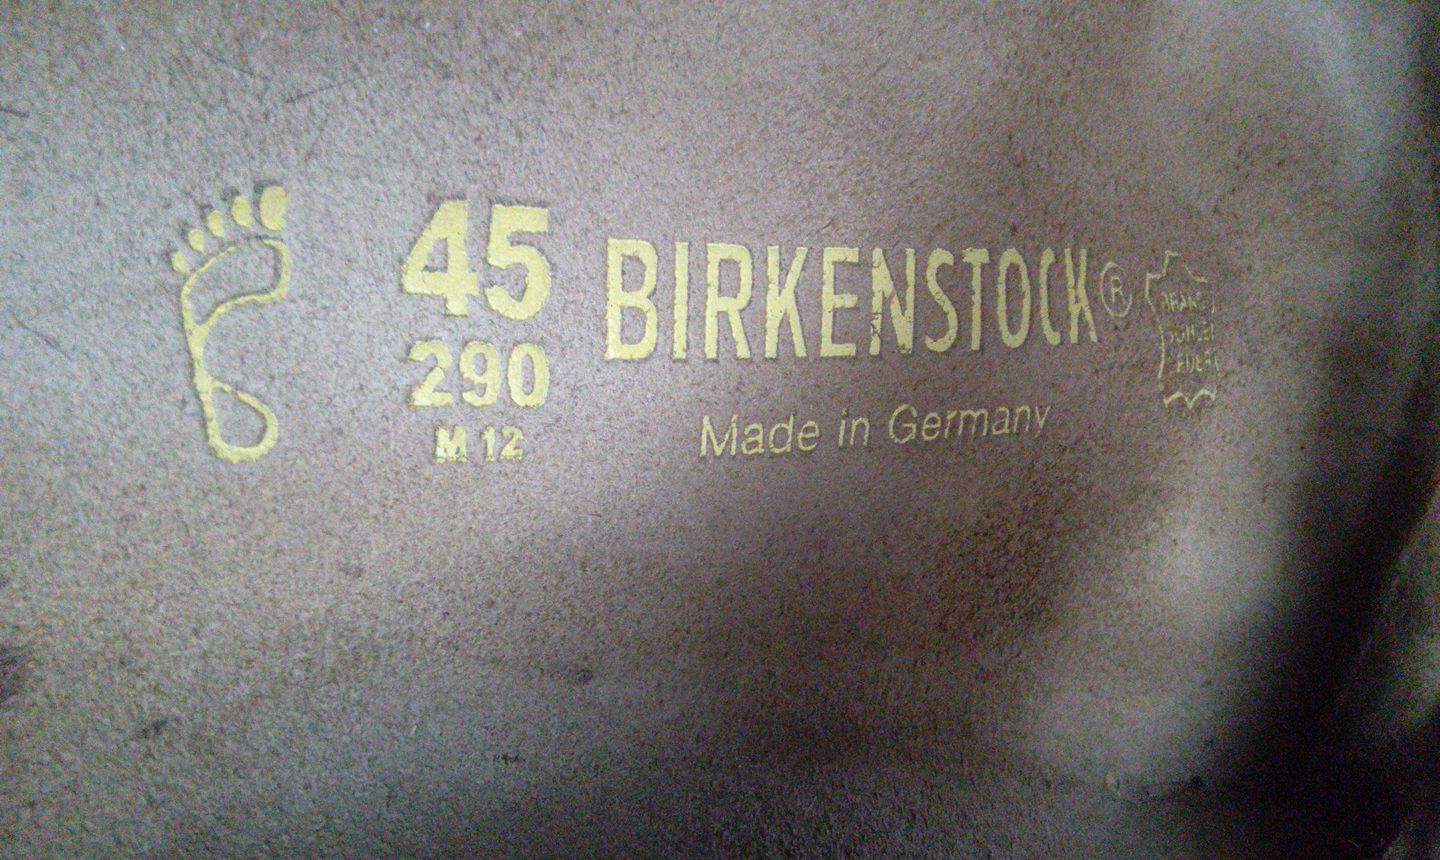 45
290
M 12
BIRKENSTOCK®
Made in Germany